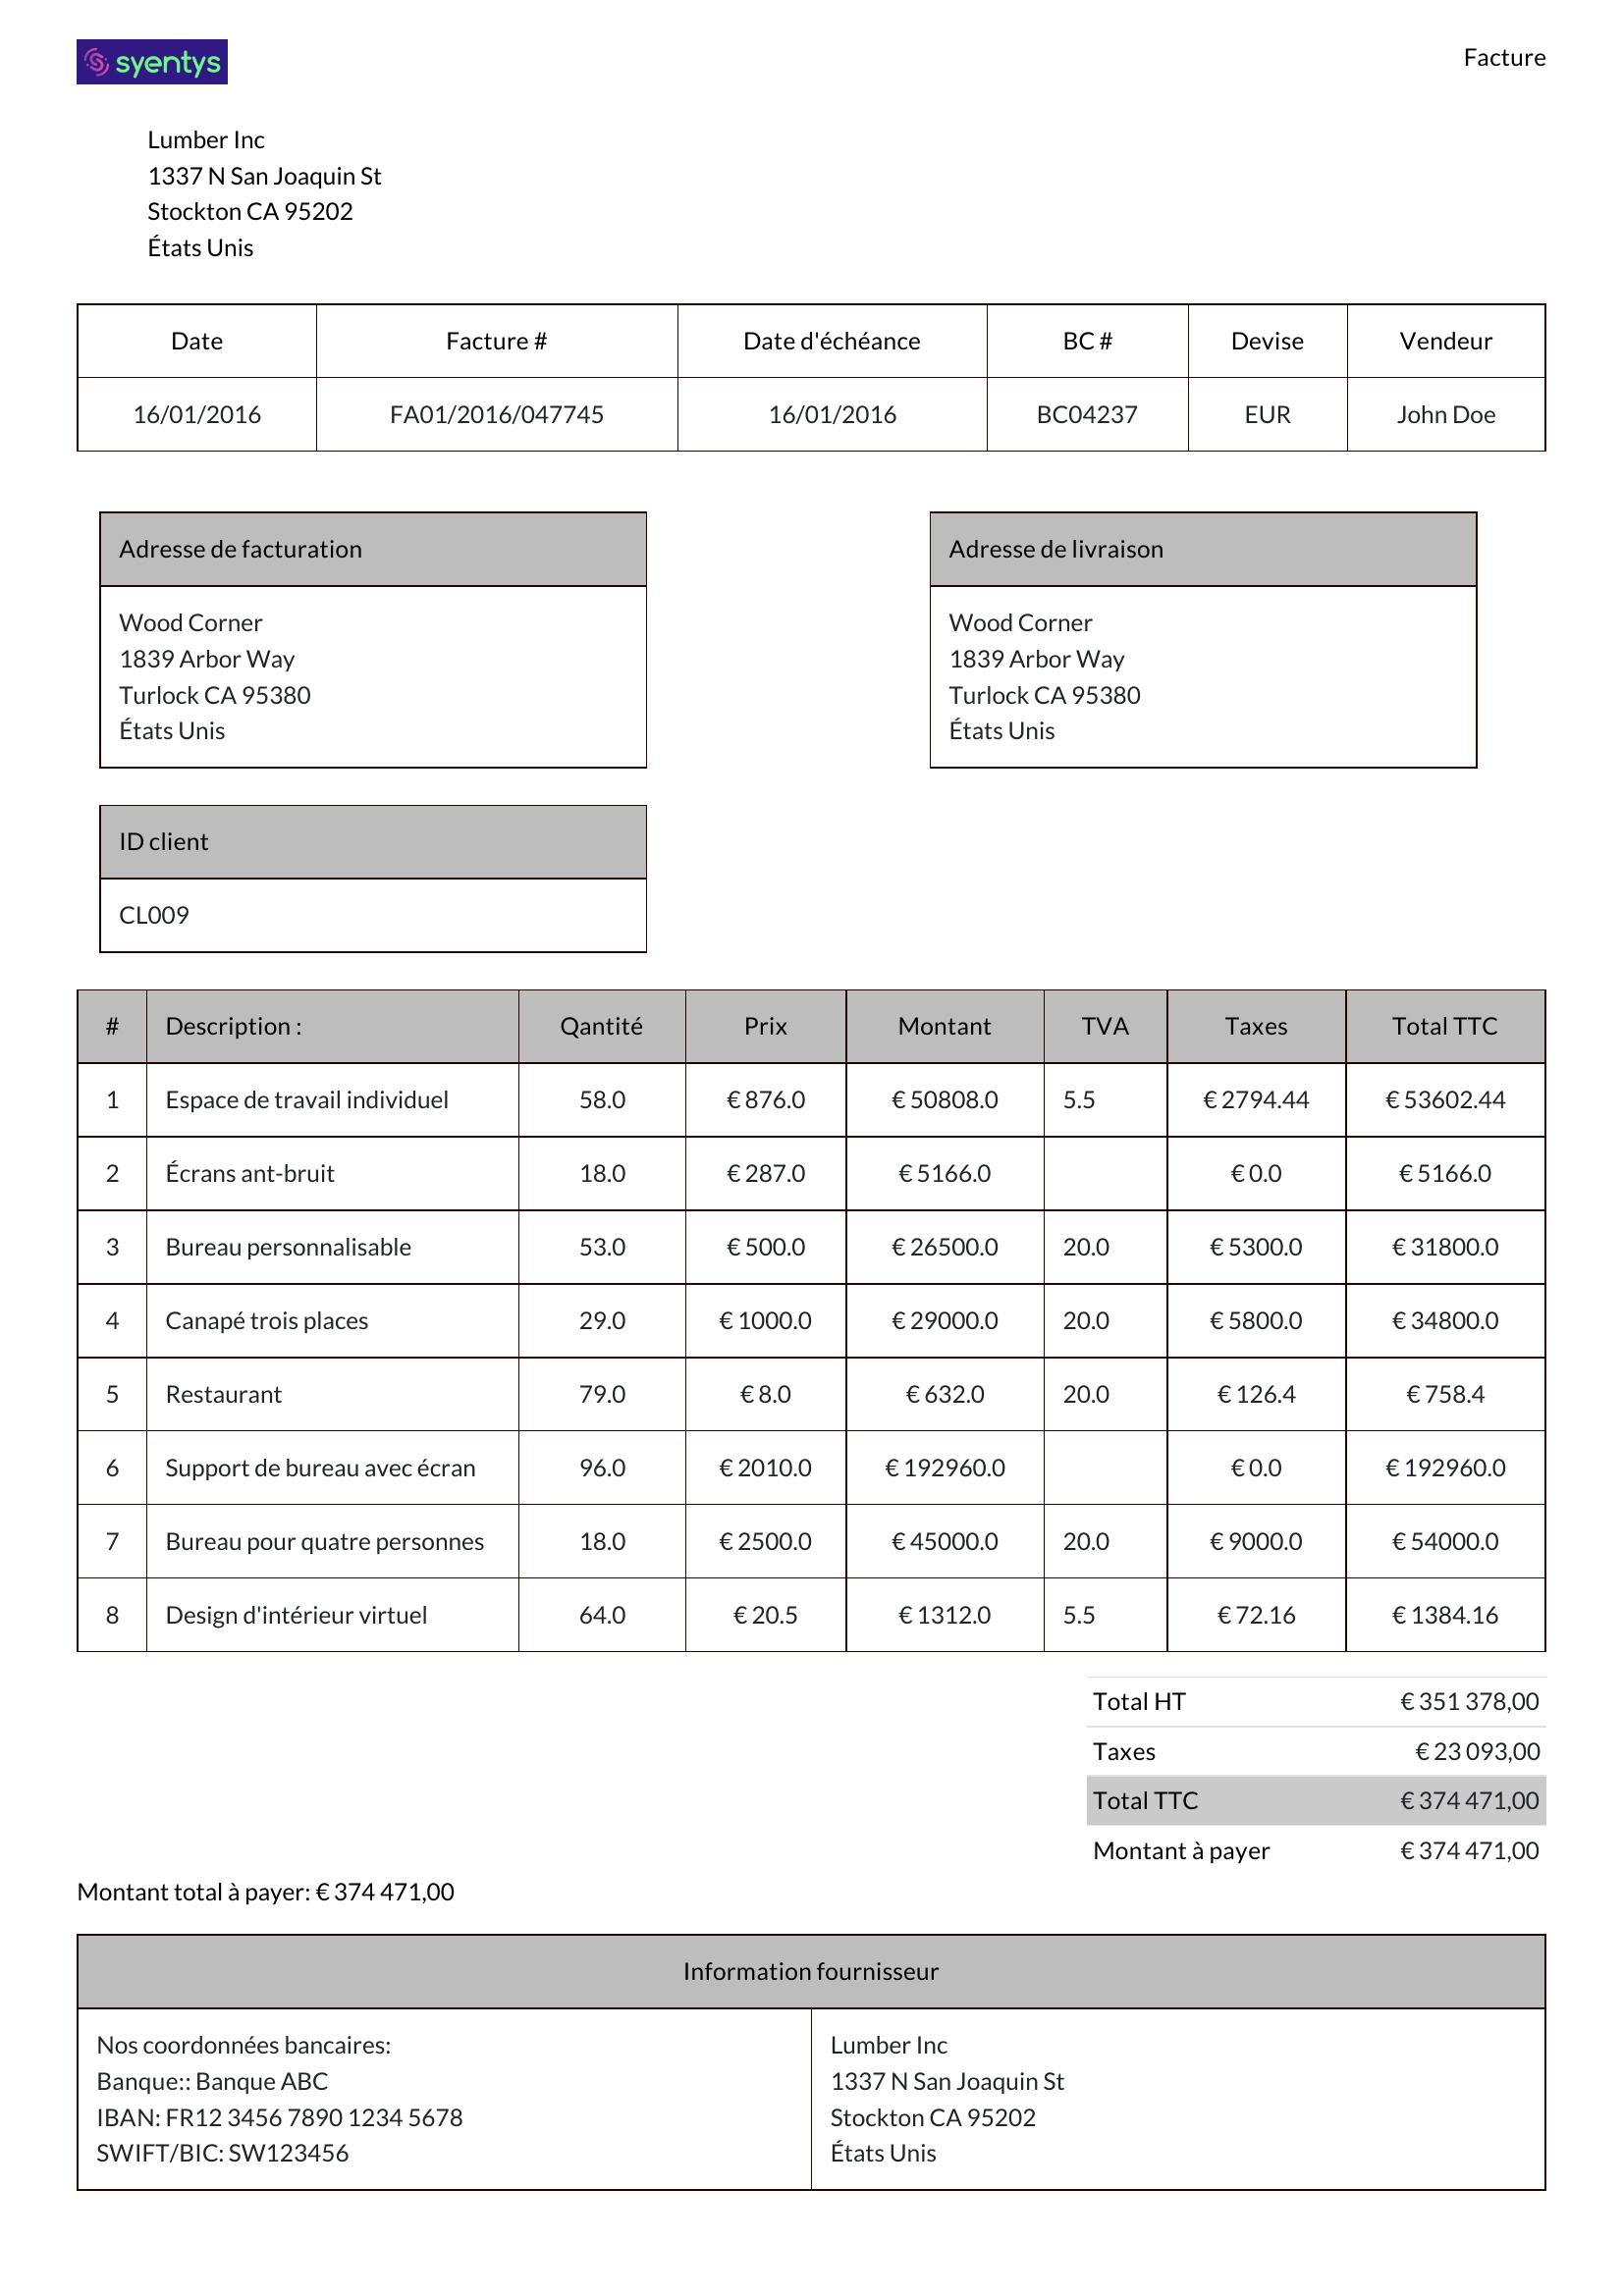 syentys
Facture
Lumber Inc
1337 N San Joaquin St
Stockton CA 95202
États Unis
Date Facture # Date d'échéance BC # Devise Vendeur
16/01/2016 FA01/2016/047745 16/01/2016 BC04237 EUR John Doe
Adresse de facturation
Wood Corner
1839 Arbor Way
Turlock CA 95380
États Unis
Adresse de livraison
Wood Corner
1839 Arbor Way
Turlock CA 95380
États Unis
ID client
CL009
# Description : Qantité Prix Montant TVA Taxes Total TTC
1 Espace de travail individuel 58.0 € 876.0 € 50808.0 5.5 € 2794.44 € 53602.44
2 Écrans ant-bruit 18.0 € 287.0 € 5166.0 € 0.0 € 5166.0
3 Bureau personnalisable 53.0 € 500.0 € 26500.0 20.0 € 5300.0 € 31800.0
4 Canapé trois places 29.0 € 1000.0 € 29000.0 20.0 € 5800.0 € 34800.0
5 Restaurant 79.0 € 8.0 € 632.0 20.0 € 126.4 € 758.4
6 Support de bureau avec écran 96.0 € 2010.0 € 192960.0 € 0.0 € 192960.0
7 Bureau pour quatre personnes 18.0 € 2500.0 € 45000.0 20.0 € 9000.0 € 54000.0
8 Design d'intérieur virtuel 64.0 € 20.5 € 1312.0 5.5 € 72.16 € 1384.16
Total HT € 351 378,00
Taxes € 23 093,00
Total TTC € 374 471,00
Montant à payer € 374 471,00
Montant total à payer: € 374 471,00
Information fournisseur
Nos coordonnées bancaires:
Banque:: Banque ABC
IBAN: FR12 3456 7890 1234 5678
SWIFT/BIC: SW123456
Lumber Inc
1337 N San Joaquin St
Stockton CA 95202
États Unis